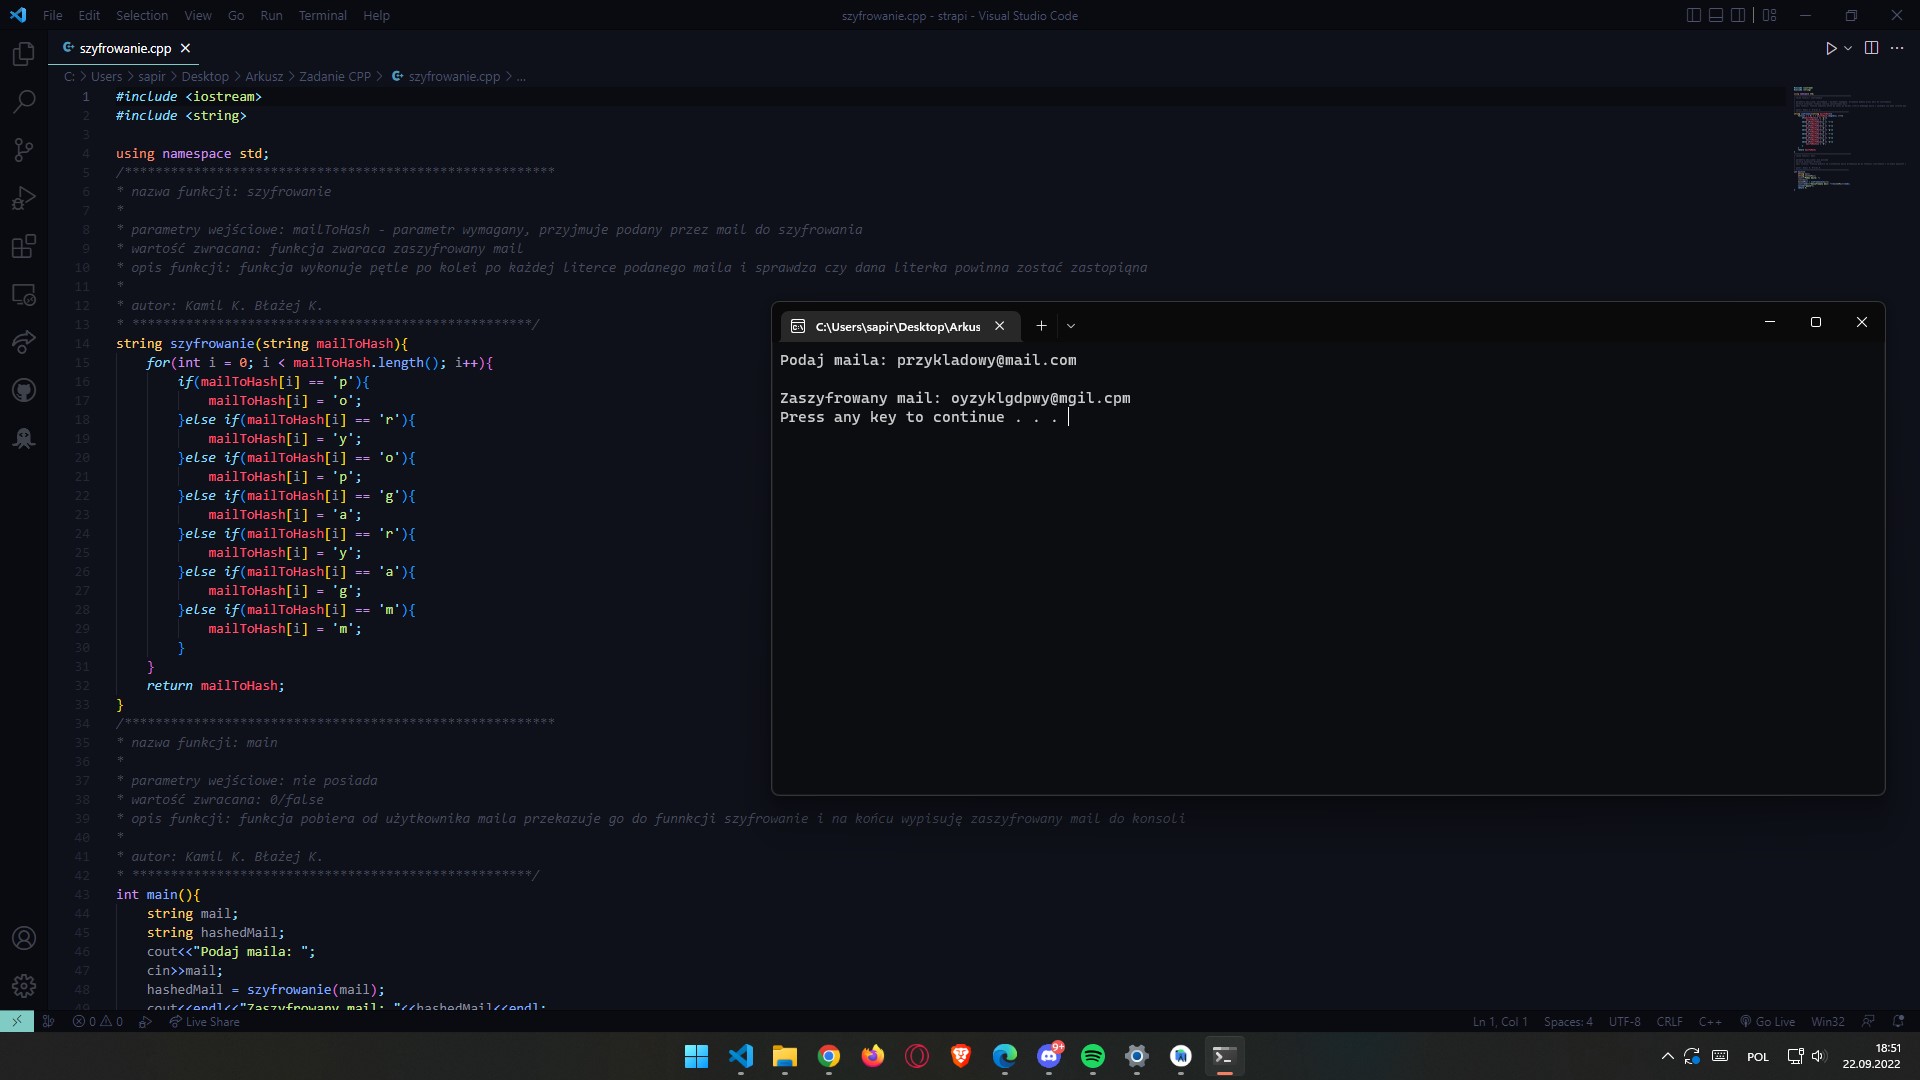 File Edit Selection View Go Run Terminal Help
szyfrowanie.cpp - strapi - Visual Studio Code
szyfrowanie.cpp
C: > Users > sapir > Desktop > Arkusz > Zadanie CPP > szyfrowanie.cpp > ...
1 #include <iostream>
2 #include <string>
3
4 using namespace std;
5 /********************************************************
6 * nazwa funkcji: szyfrowanie
7 *
8 * parametry wejściowe: mailToHash - parametr wymagany, przyjmuje podany przez mail do szyfrowania
9 * wartość zwracana: funkcja zwaraca zaszyfrowany mail
10 * opis funkcji: funkcja wykonuje pętle po kolei po każdej literce podanego maila i sprawdza czy dana literka powinna zostać zastopiqna
11 *
12 * autor: Kamil K. Błażej K.
13 * ****************************************************/
14 string szyfrowanie(string mailToHash){
15 for(int i = 0; i < mailToHash.length(); i++){
16 if(mailToHash[i] == 'p'){
17 mailToHash[i] = 'o';
18 }else if(mailToHash[i] == 'r'){
19 mailToHash[i] = 'y';
20 }else if(mailToHash[i] == 'o'){
21 mailToHash[i] = 'p';
22 }else if(mailToHash[i] == 'g'){
23 mailToHash[i] = 'a';
24 }else if(mailToHash[i] == 'r'){
25 mailToHash[i] = 'y';
26 }else if(mailToHash[i] == 'a'){
27 mailToHash[i] = 'g';
28 }else if(mailToHash[i] == 'm'){
29 mailToHash[i] = 'm';
30 }
31 }
32 return mailToHash;
33 }
34 /********************************************************
35 * nazwa funkcji: main
36 *
37 * parametry wejściowe: nie posiada
38 * wartość zwracana: 0/false
39 * opis funkcji: funkcja pobiera od użytkownika maila przekazuje go do funnkcji szyfrowanie i na końcu wypisuję zaszyfrowany mail do konsoli
40 *
41 * autor: Kamil K. Błażej K.
42 * ****************************************************/
43 int main(){
44 string mail;
45 string hashedMail;
46 cout<<"Podaj maila: ";
47 cin>>mail;
48 hashedMail = szyfrowanie(mail);
49 cout<<endl<<"Zaszyfrowany mail: "<<hashedMail<<endl;
C:\Users\sapir\Desktop\Arkus
Podaj maila: przykladowy@mail.com
Zaszyfrowany mail: oyzyklgdpwy@mgil.cpm
Press any key to continue . . .
0 0 Live Share
Ln 1, Col 1 Spaces: 4 UTF-8 CRLF C++ Go Live Win32
9+
POL
18:51
22.09.2022